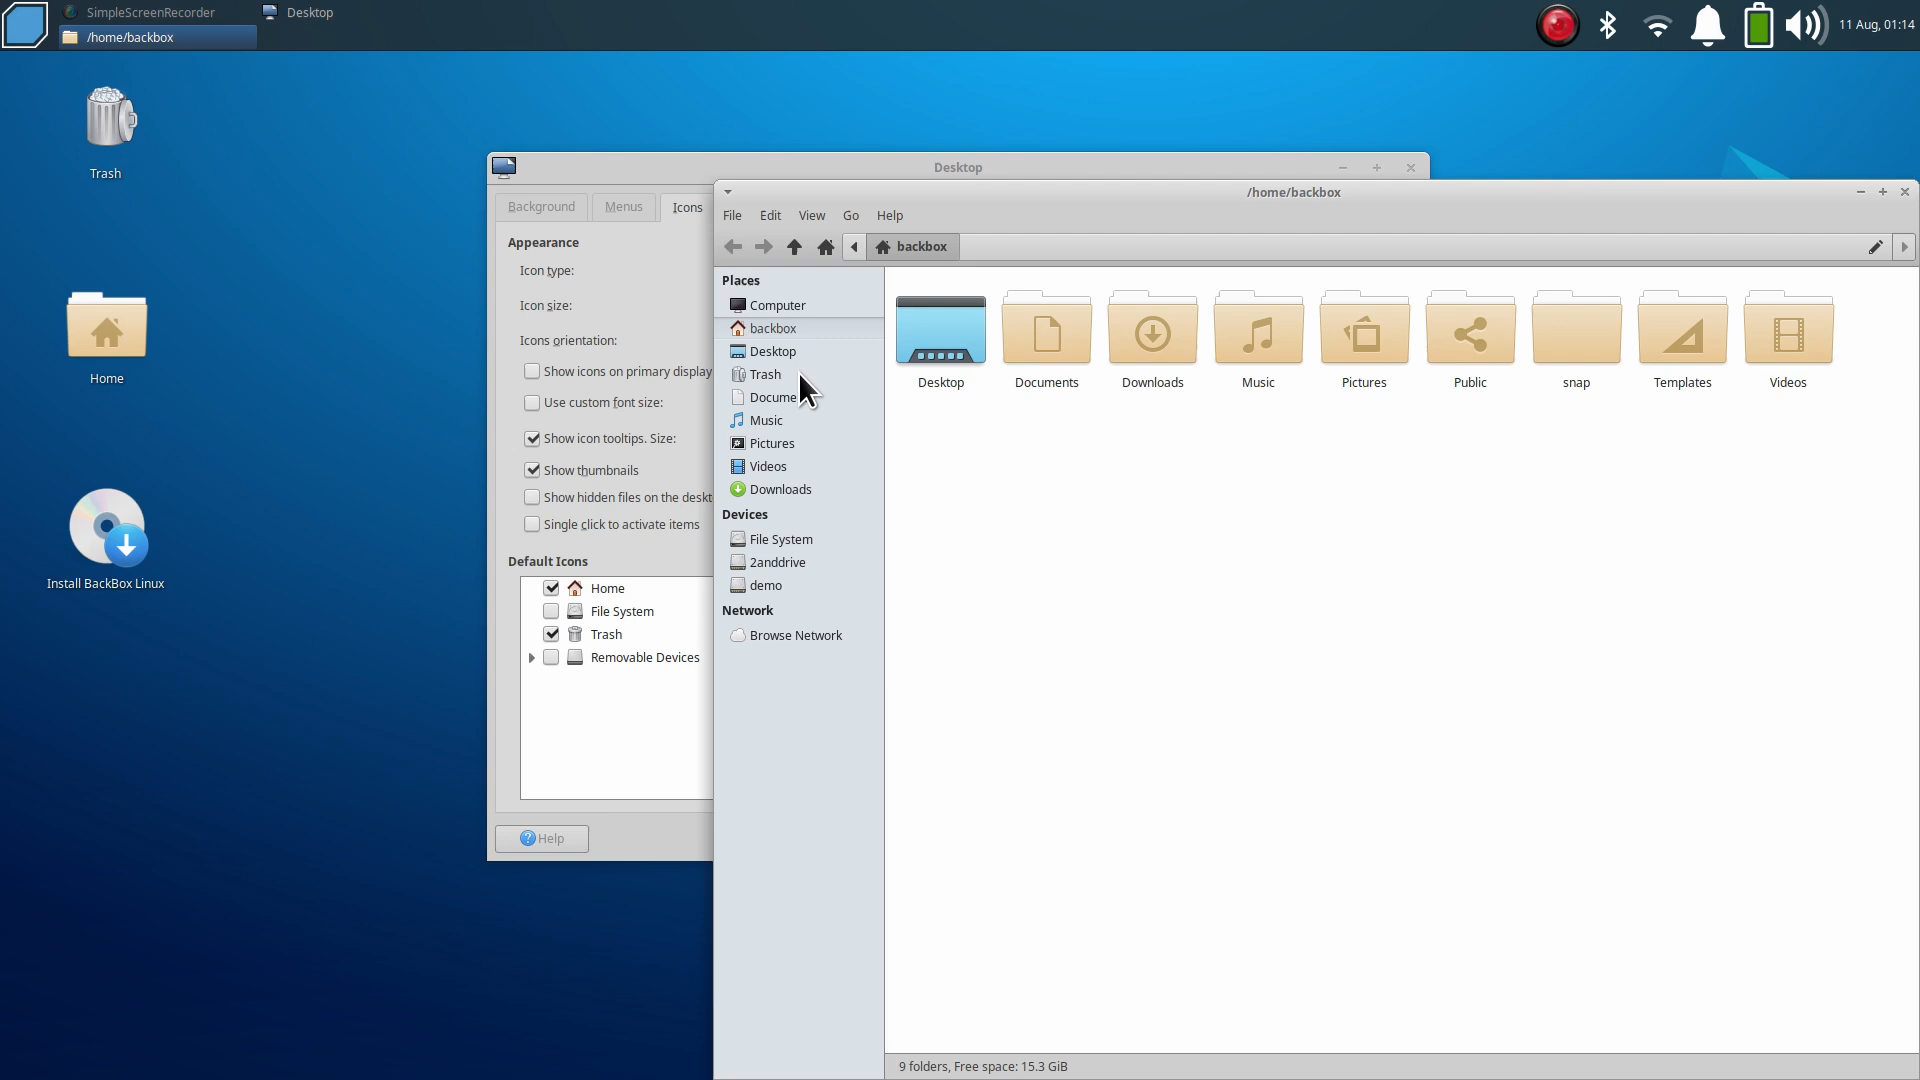 SimpleScreenRecorder
Desktop
/home/backbox
11 Aug, 01:14
Trash
Home
Install BackBox Linux
Desktop
Background
Menus
Icons
Appearance
Icon type:
Icon size:
Icons orientation:
Show icons on primary display
Use custom font size:
Show icon tooltips. Size:
Show thumbnails
Show hidden files on the
Single click to activate items
Default Icons
Home
File System
Trash
Removable Devices
Help
/home/backbox
File Edit View Go Help
backbox
Places
Computer
backbox
Desktop
Trash
Docume
Music
Pictures
Videos
Downloads
Devices
File System
2anddrive
demo
Network
Browse Network
Desktop
Documents
Downloads
Music
Pictures
Public
snap
Templates
Videos
9 folders, Free space: 15.3 GiB